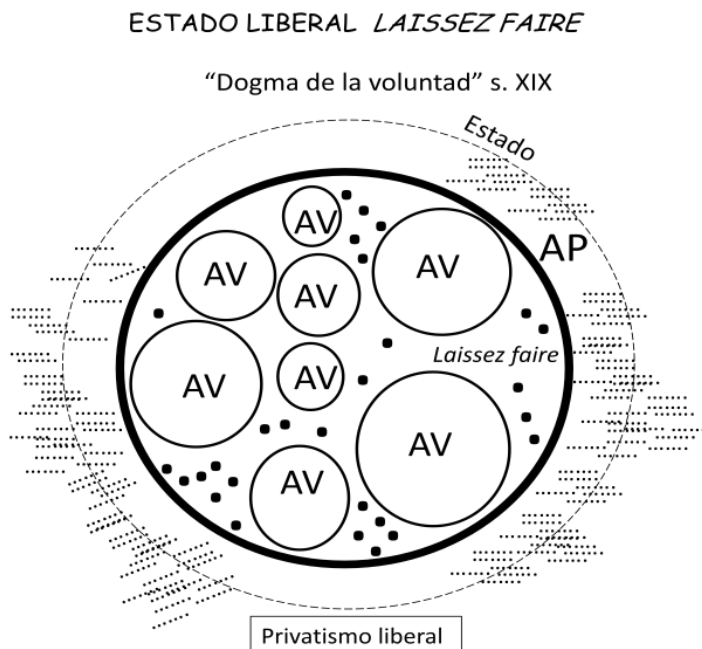 ESTADO LIBERAL LAISSEZ FAIRE
“Dogma de la voluntad” s. XIX
Estado
AV
AP
AV
AV
AV
Laissez faire
AV
AV
AV
AV
Privatismo liberal